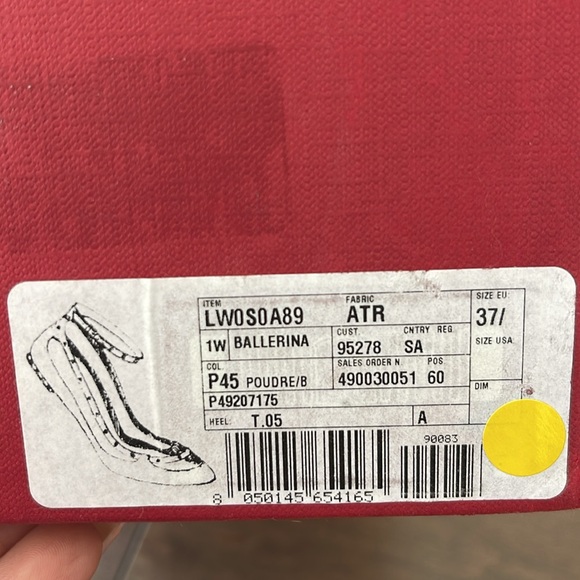 ITEM FABRIC SIZE EU:
LW0S0A89 ATR 37/
1W BALLERINA CUST. CNTRY REG.
95278 SA SIZE USA:
COL. SALES ORDER N. POS.
P45 POUDRE/B 490030051 60
P49207175 DIM
HEEL: T.05 A
90083
8 050145 654165